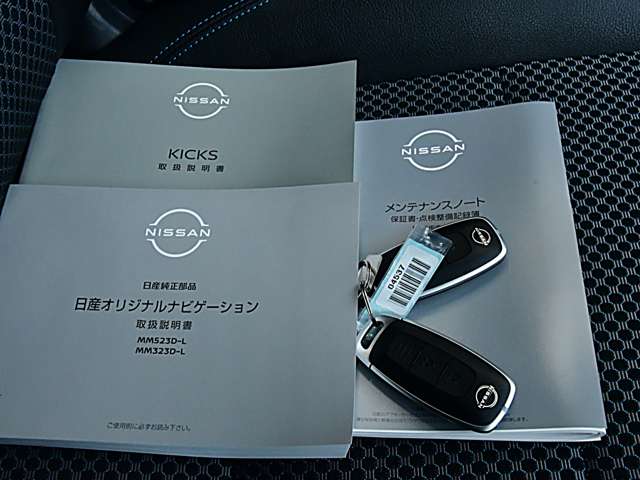 NISSAN
KICKS
取扱説明書
NISSAN
日産純正部品
日産オリジナルナビゲーション
取扱説明書
MM523D-L
MM323D-L
ご使用前に必ずお読み下さい。
NISSAN
メンテナンスノート
保証書・点検整備記録簿
04537
NISSAN
NISSAN